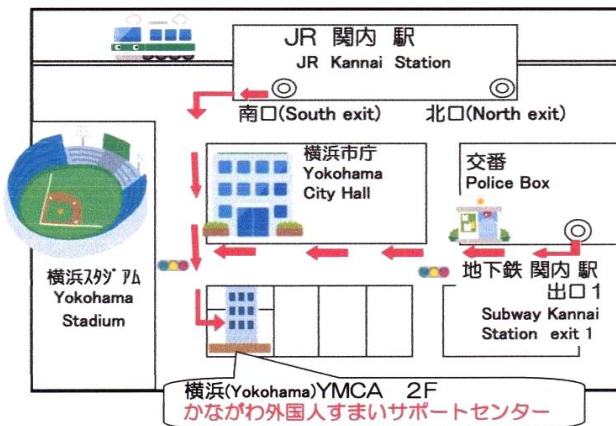 JR 関内 駅
JR Kannai Station
南口(South exit)
北口(North exit)
横浜市庁
Yokohama
City Hall
交番
Police Box
横浜スタジアム
Yokohama
Stadium
地下鉄 関内 駅
出口1
Subway Kannai
Station exit 1
横浜(Yokohama)YMCA 2F
かながわ外国人すまいサポートセンター